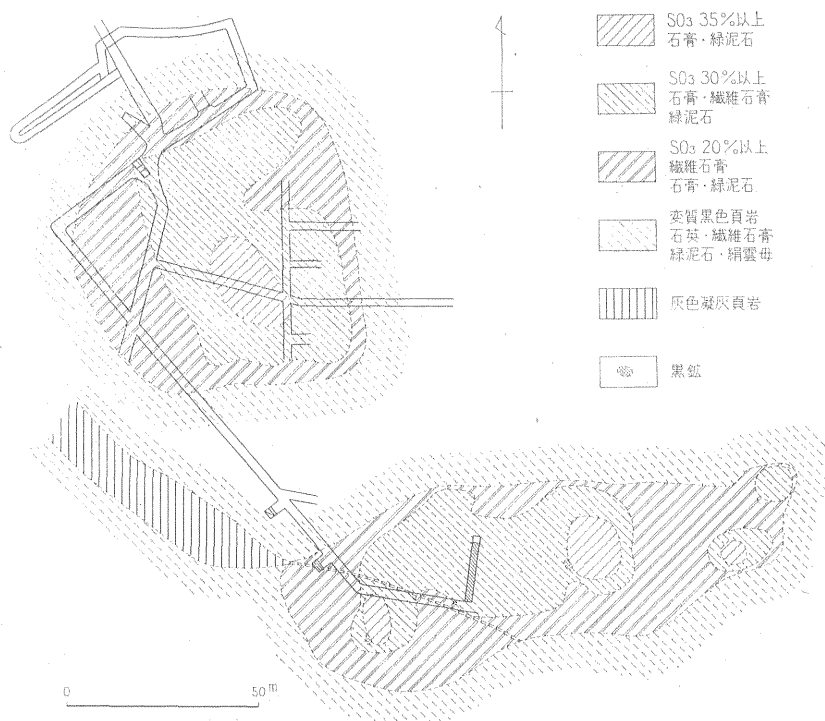 SO₃ 35%以上
石膏・緑泥石
SO₃ 30%以上
石膏・繊維石膏
緑泥石
SO₃ 20%以上
繊維石膏
石膏・緑泥石
変質黒色頁岩
石英・繊維石膏
緑泥石・絹雲母
灰色凝灰頁岩
黒鉱
0 50m